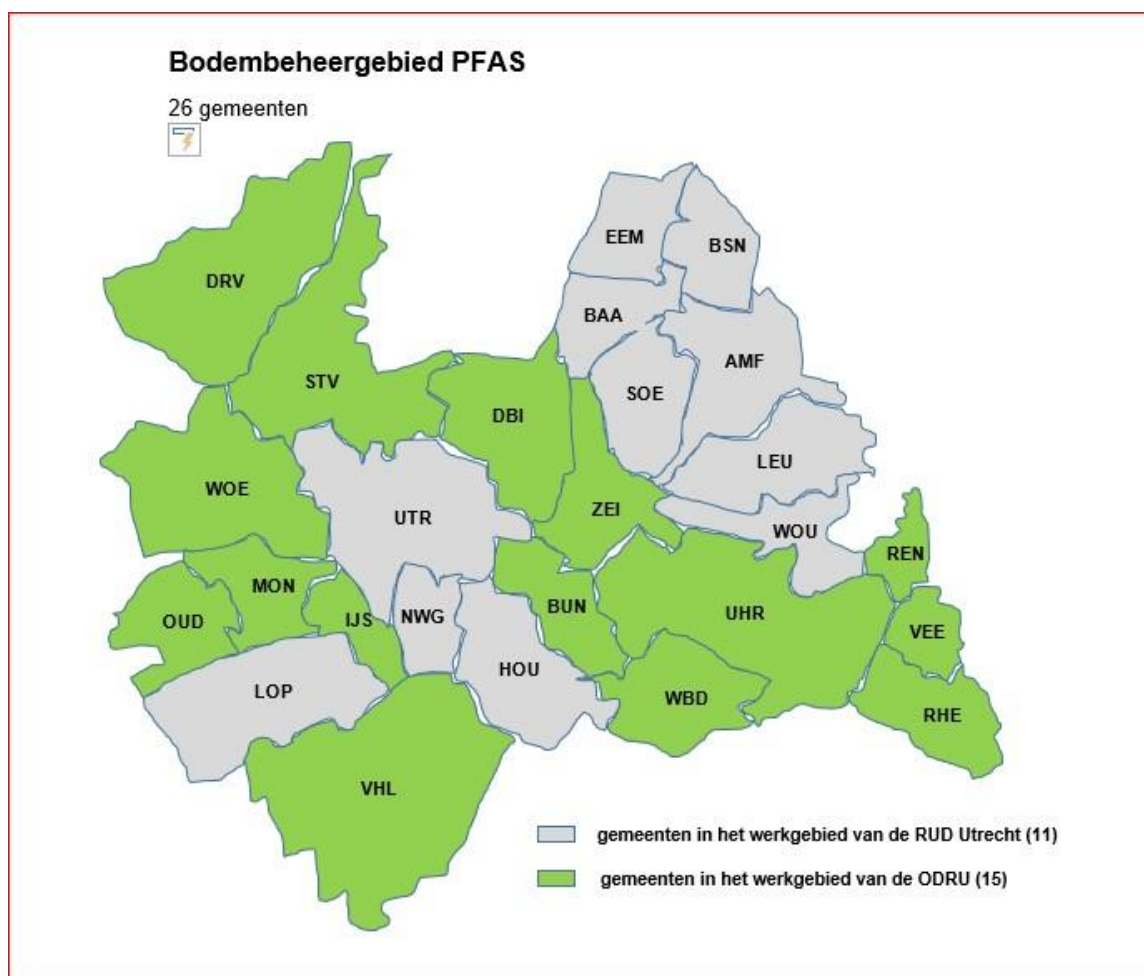 Bodembeheergebied PFAS
26 gemeenten
EEM
BSN
DRV
BAA
AMF
STV
SOE
DBI
LEU
WOE
ZEI
UTR
WOU
REN
MON
BUN
UHR
OUD
IJS
NWG
VEE
HOU
LOP
WBD
RHE
VHL
gemeenten in het werkgebied van de RUD Utrecht (11)
gemeenten in het werkgebied van de ODRU (15)